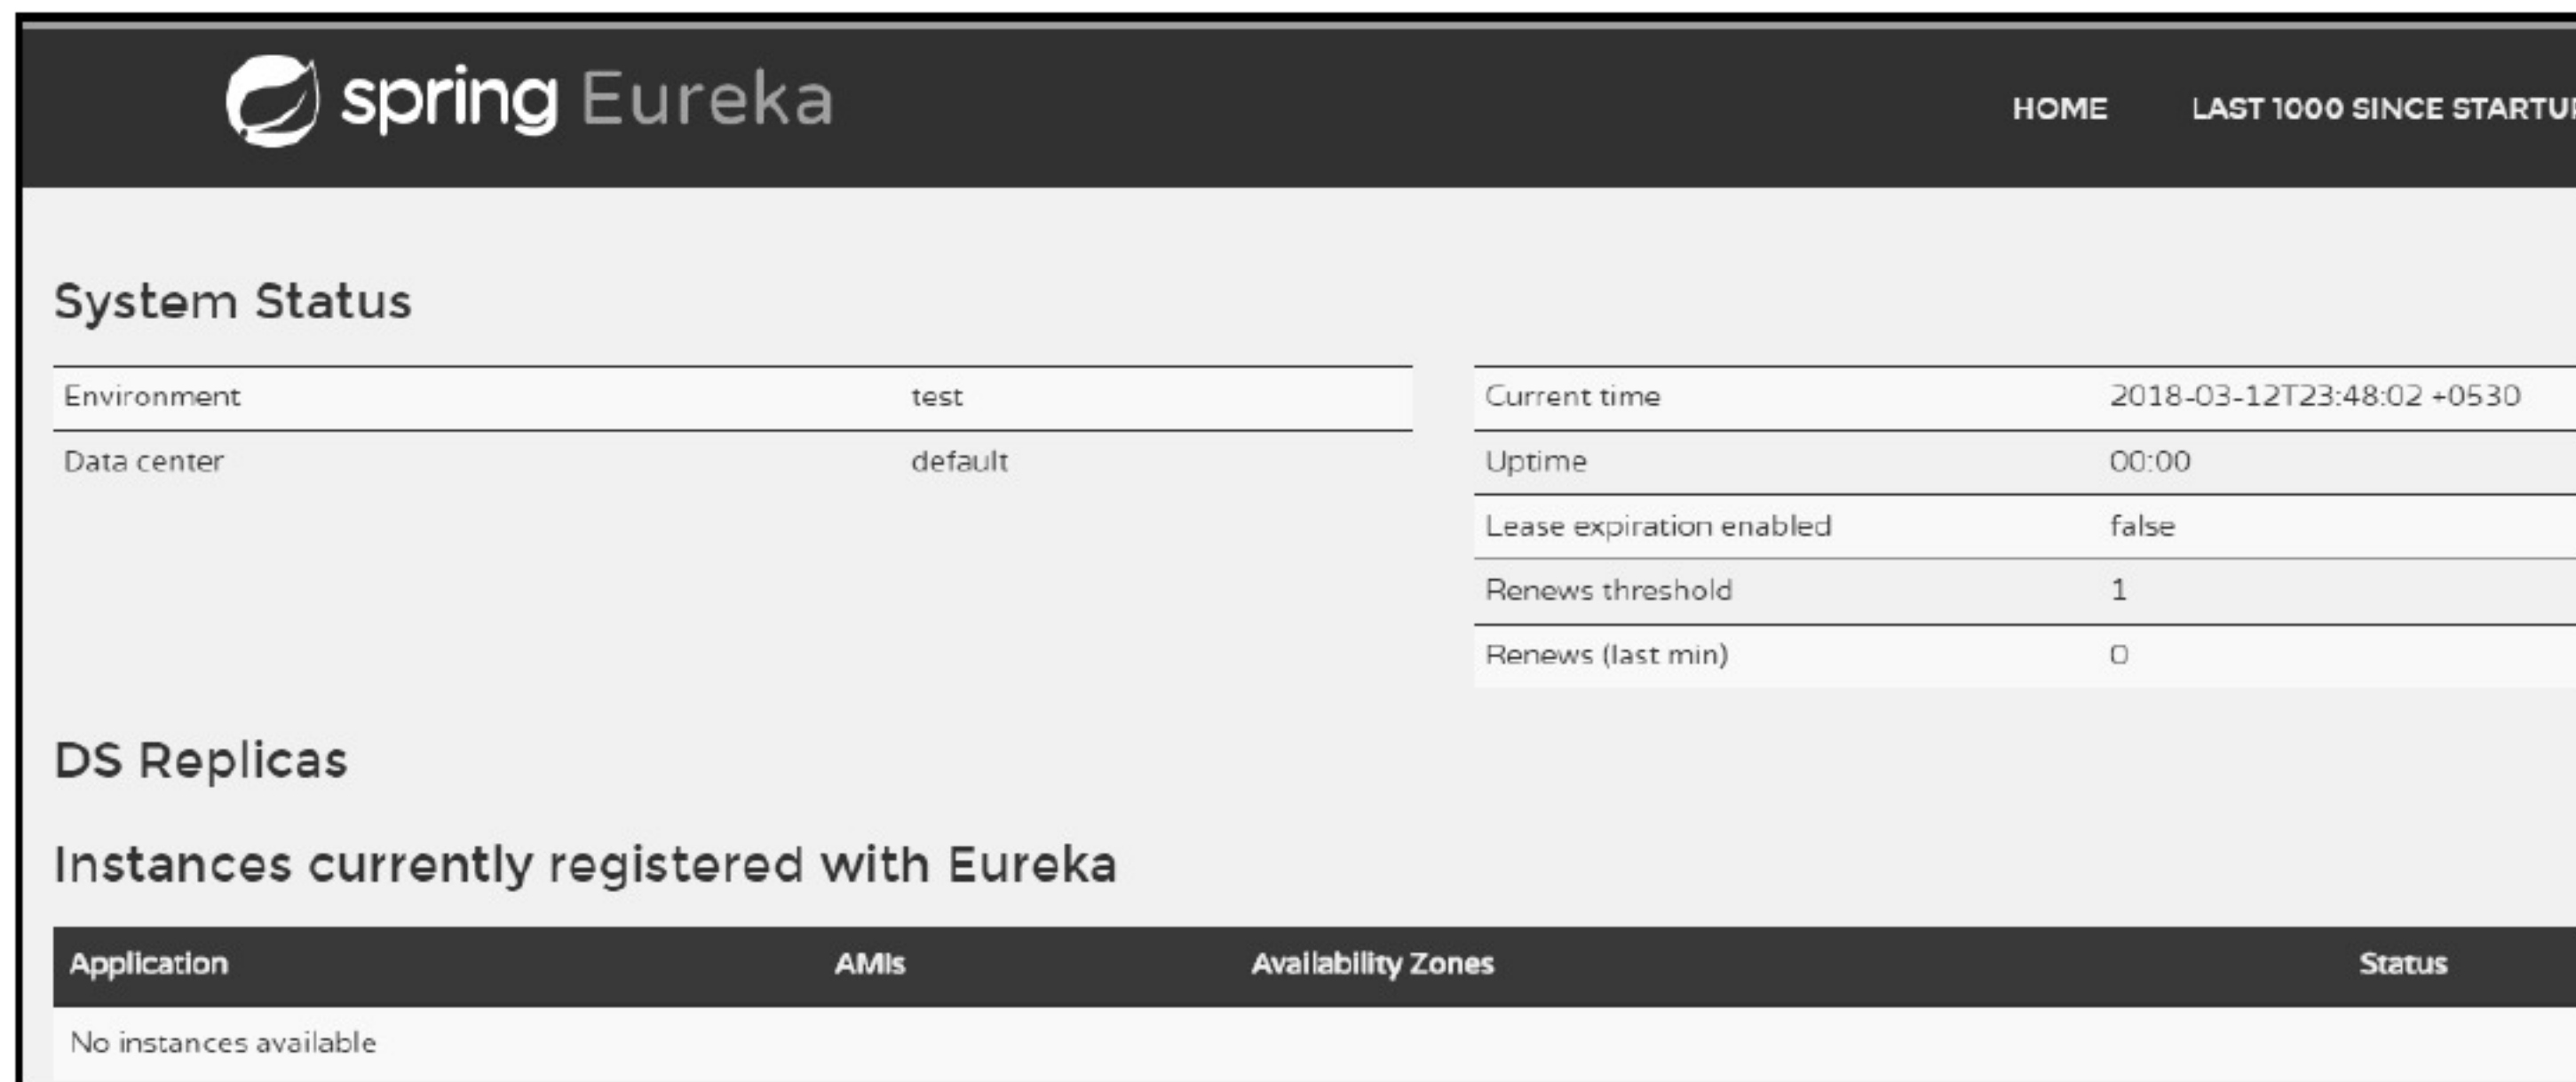 spring Eureka
HOME LAST 1000 SINCE STARTUP
System Status
Environment test
Data center default
Current time 2018-03-12T23:48:02 +0530
Uptime 00:00
Lease expiration enabled false
Renews threshold 1
Renews (last min) 0
DS Replicas
Instances currently registered with Eureka
Application AMIs Availability Zones Status
No instances available